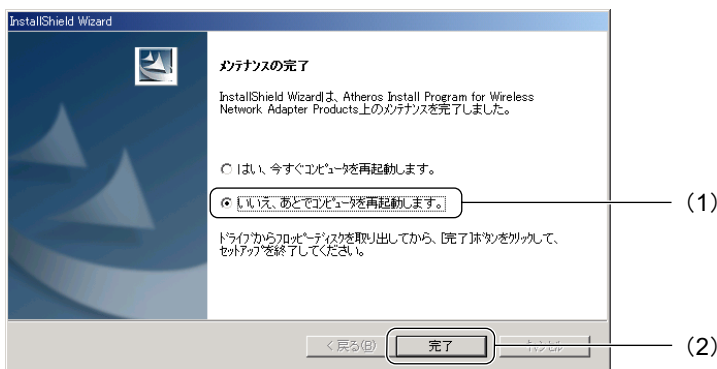 InstallShield Wizard
メンテナンスの完了
InstallShield Wizardは、Atheros Install Program for Wireless
Network Adapter Products上のメンテナンスを完了しました。
はい、今すぐコンピュータを再起動します。
いいえ、あとでコンピュータを再起動します。
(1)
ドライブからフロッピーディスクを取り出してから、[完了]ボタンをクリックして、
セットアップを終了してください。
< 戻る(B) 完了 キャンセル
(2)